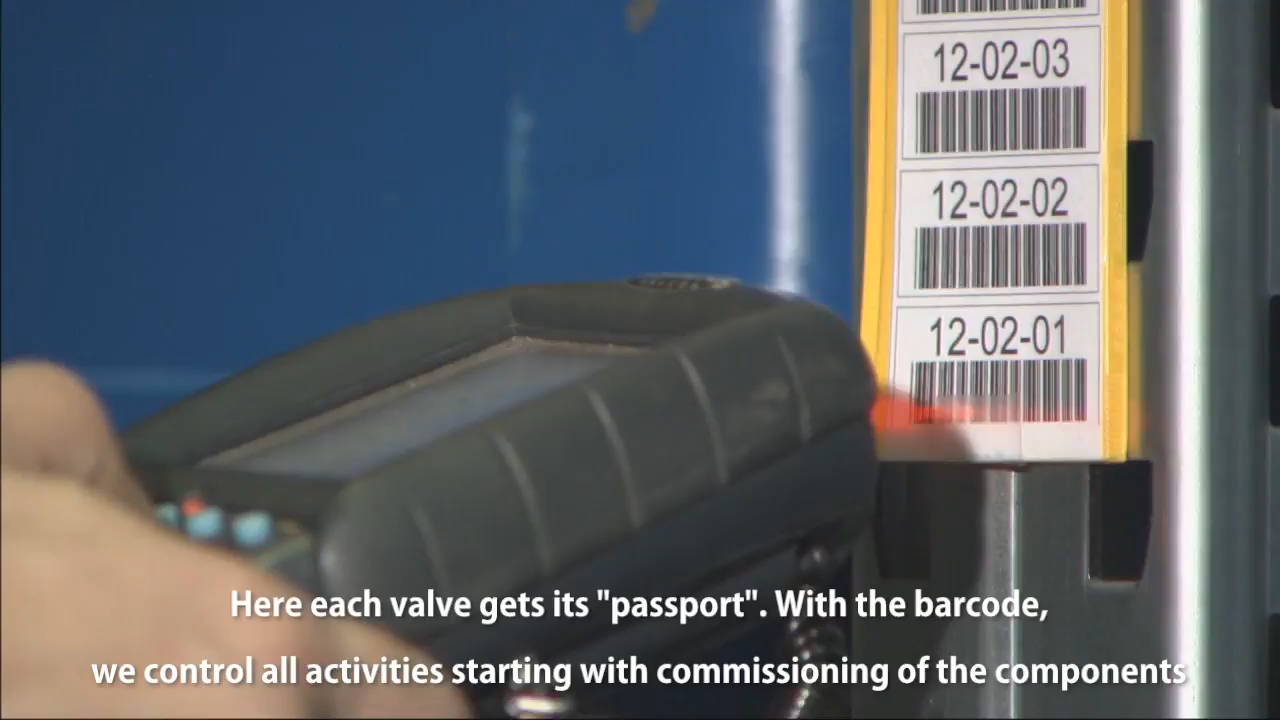 12-02-03
12-02-02
12-02-01
Here each valve gets its "passport". With the barcode,
we control all activities starting with commissioning of the components